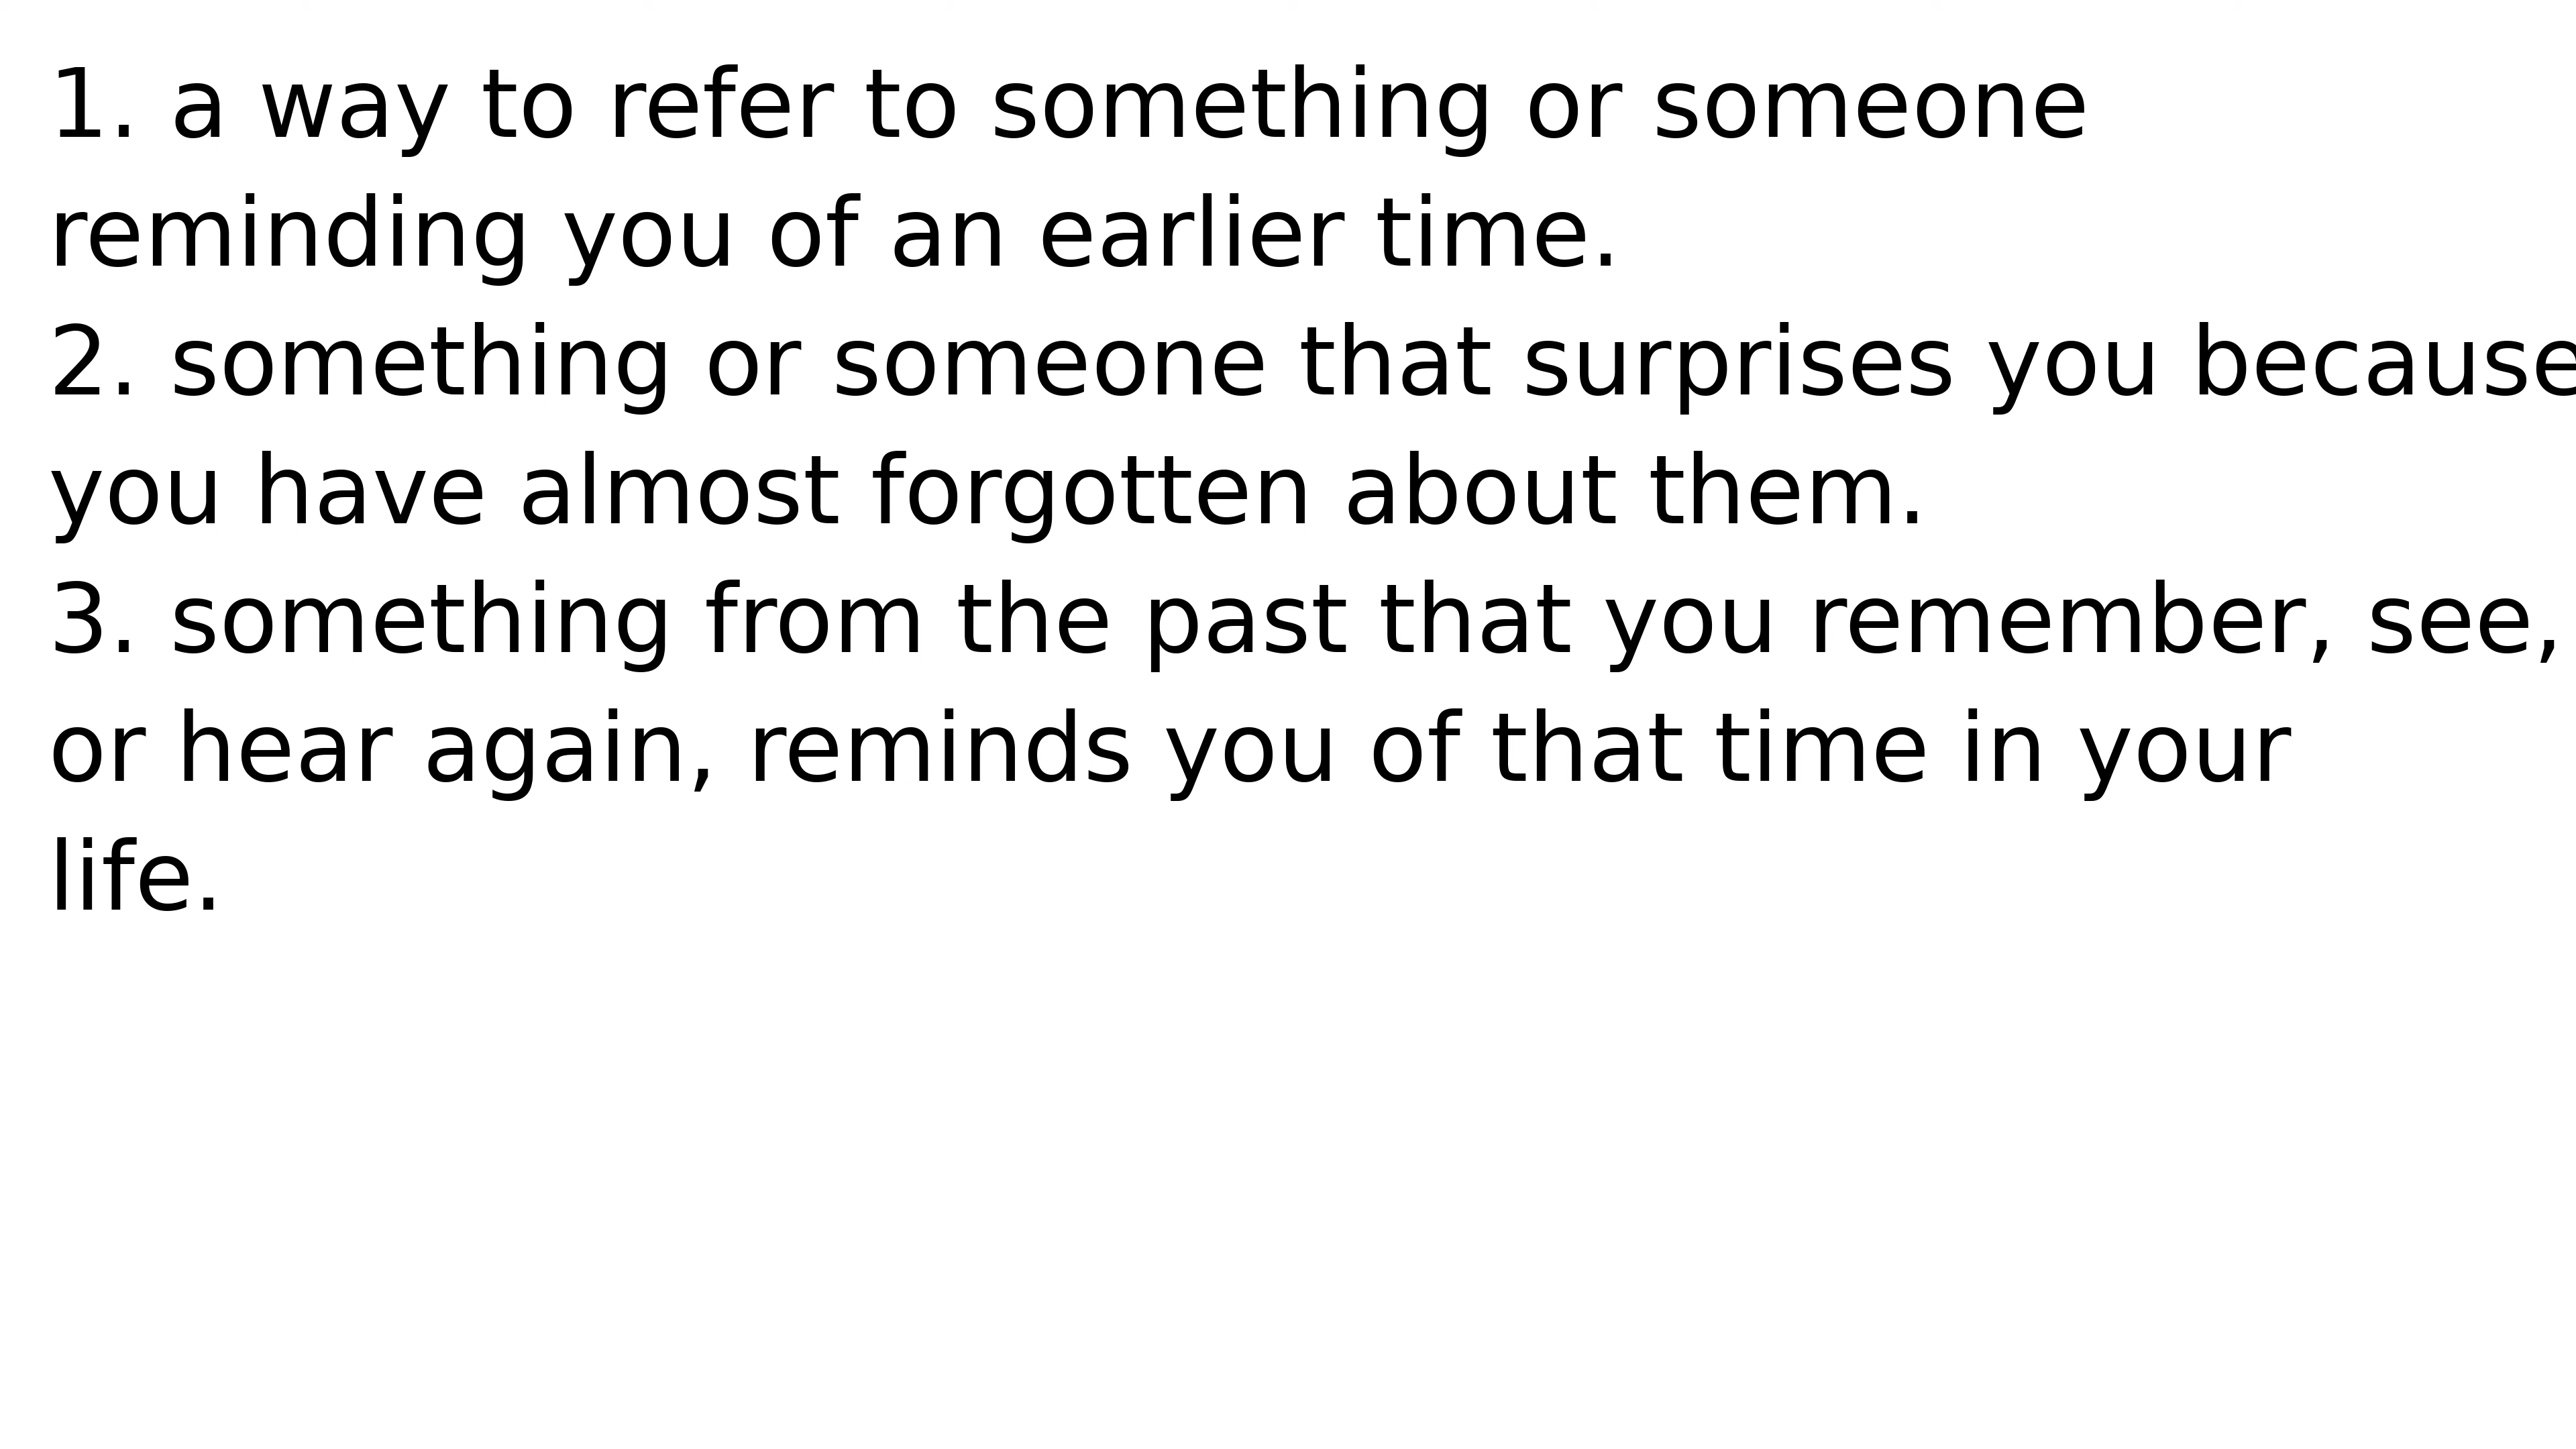 1. a way to refer to something or someone
reminding you of an earlier time.
2. something or someone that surprises you because
you have almost forgotten about them.
3. something from the past that you remember, see,
or hear again, reminds you of that time in your
life.